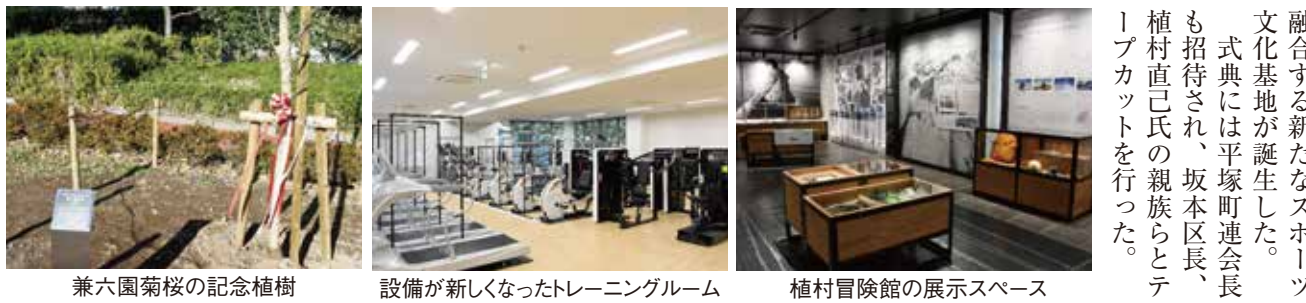 融合する新たなスポーツ
文化基地が誕生した。
式典には平塚町連会長
も招待され、坂本区長、
植村直己氏の親族らとテ
ープカットを行った。
兼六園菊桜の記念植樹
設備が新しくなったトレーニングルーム
植村冒険館の展示スペース